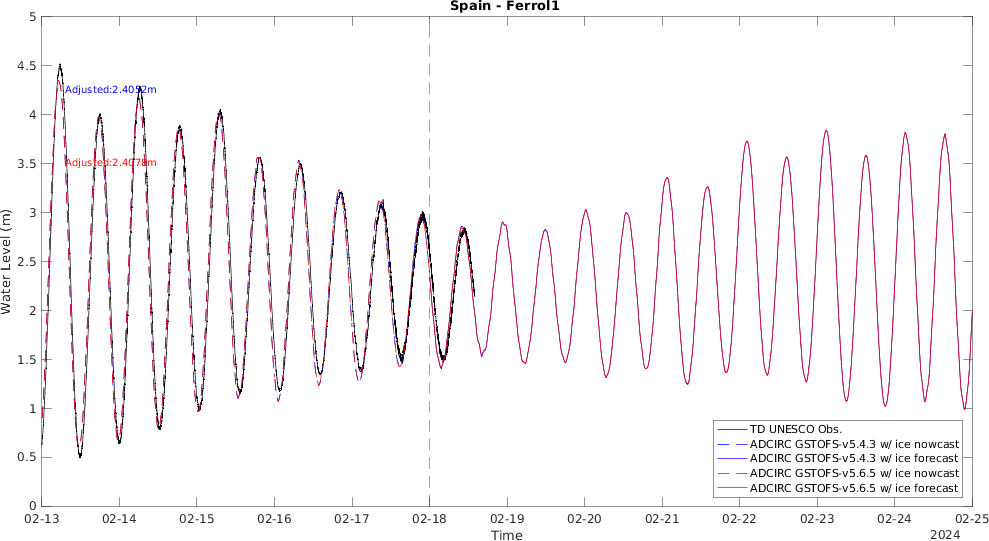 Spain - Ferrol1
5
4.5
4
3.5
3
2.5
2
1.5
1
0.5
0
Water Level (m)
Adjusted:2.4052m
Adjusted:2.4078m
TD UNESCO Obs.
ADCIRC GSTOFS-v5.4.3 w/ ice nowcast
ADCIRC GSTOFS-v5.4.3 w/ ice forecast
ADCIRC GSTOFS-v5.6.5 w/ ice nowcast
ADCIRC GSTOFS-v5.6.5 w/ ice forecast
02-13 02-14 02-15 02-16 02-17 02-18 02-19 02-20 02-21 02-22 02-23 02-24 02-25
Time
2024